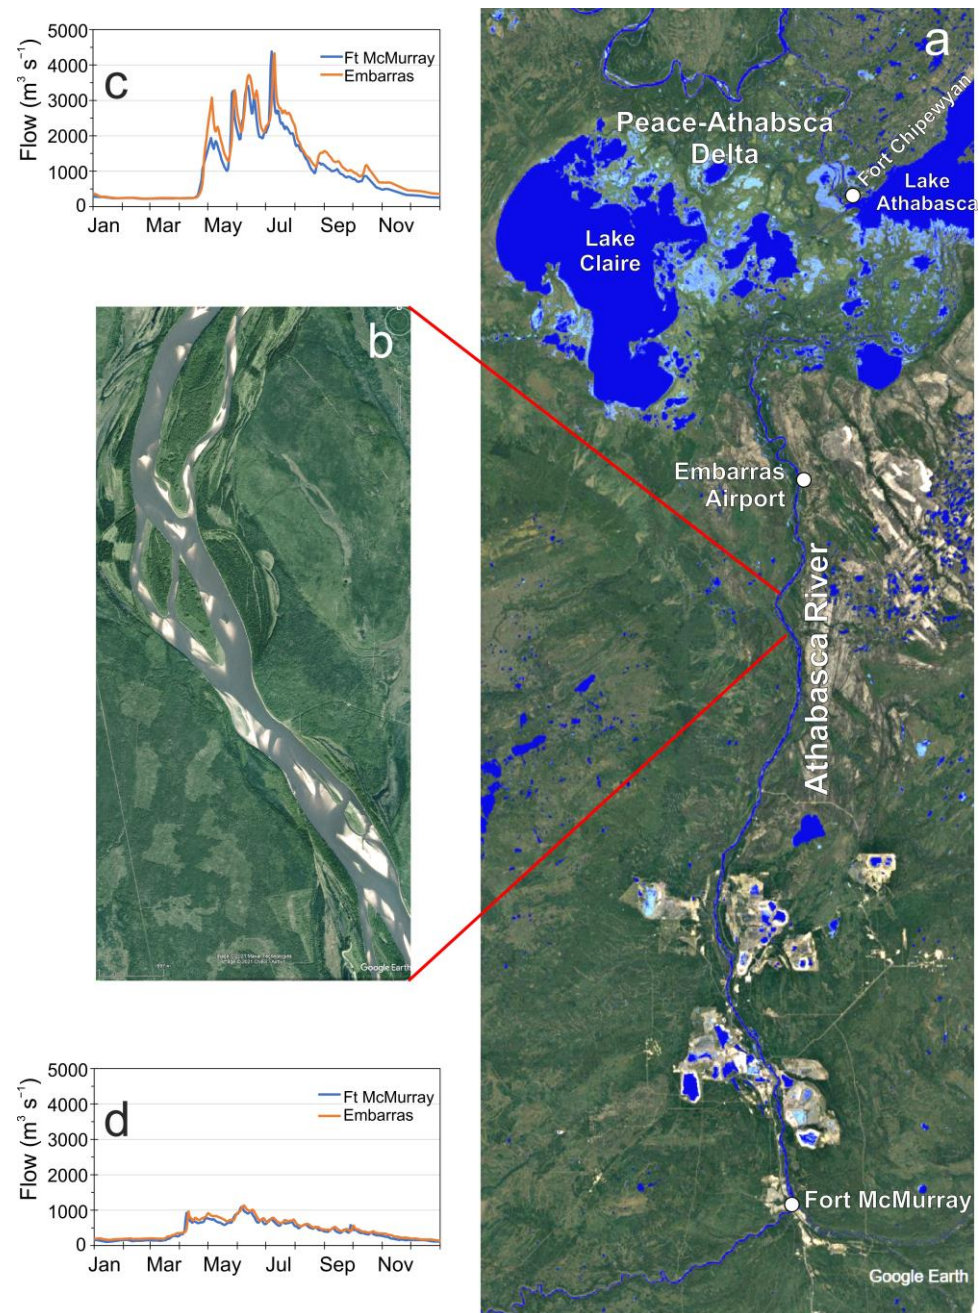 5000
4000
3000
2000
1000
0
Flow (m³ s⁻¹)
c
Ft McMurray
Embarras
Jan Mar May Jul Sep Nov
b
Google Earth
5000
4000
3000
2000
1000
0
Flow (m³ s⁻¹)
d
Ft McMurray
Embarras
Jan Mar May Jul Sep Nov
a
Peace-Athabsca
Delta
Fort Chipewyan
Lake
Athabasca
Lake
Claire
Embarras
Airport
Athabasca River
Fort McMurray
Google Earth